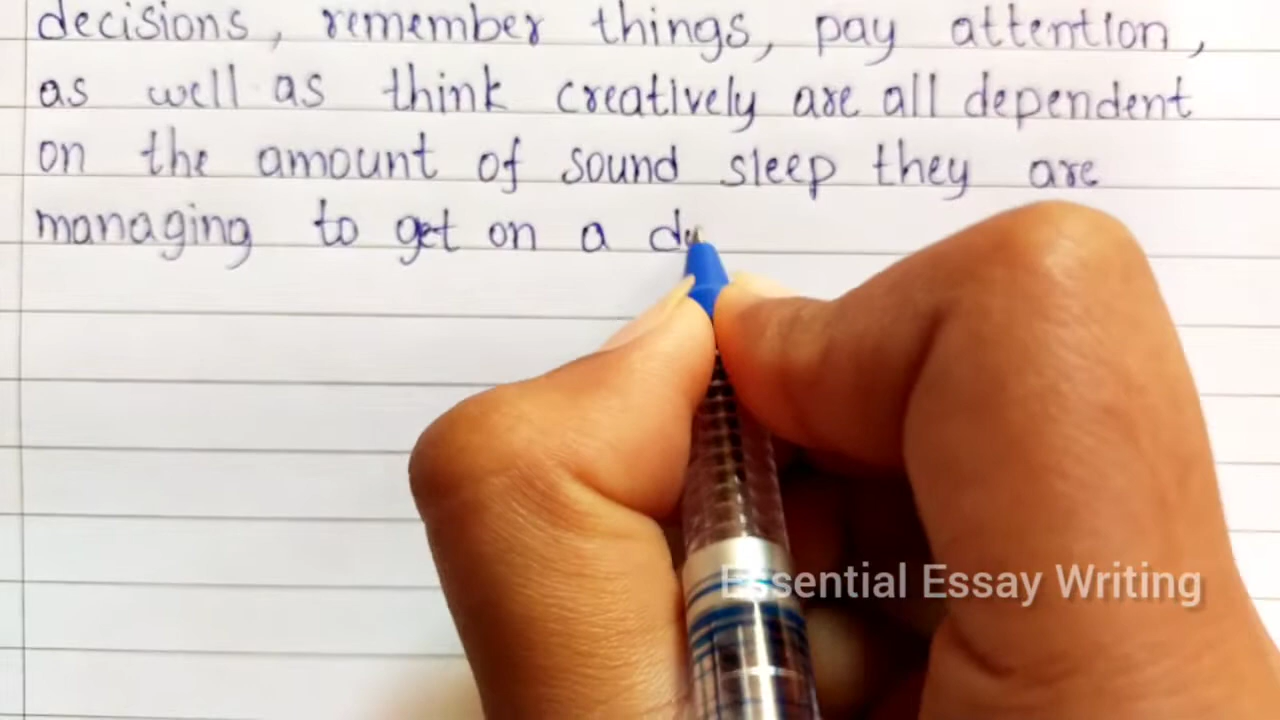 decisions, remember things, pay attention,
as well as think creatively are all dependent
on the amount of sound sleep they are
managing to get on a
Essential Essay Writing